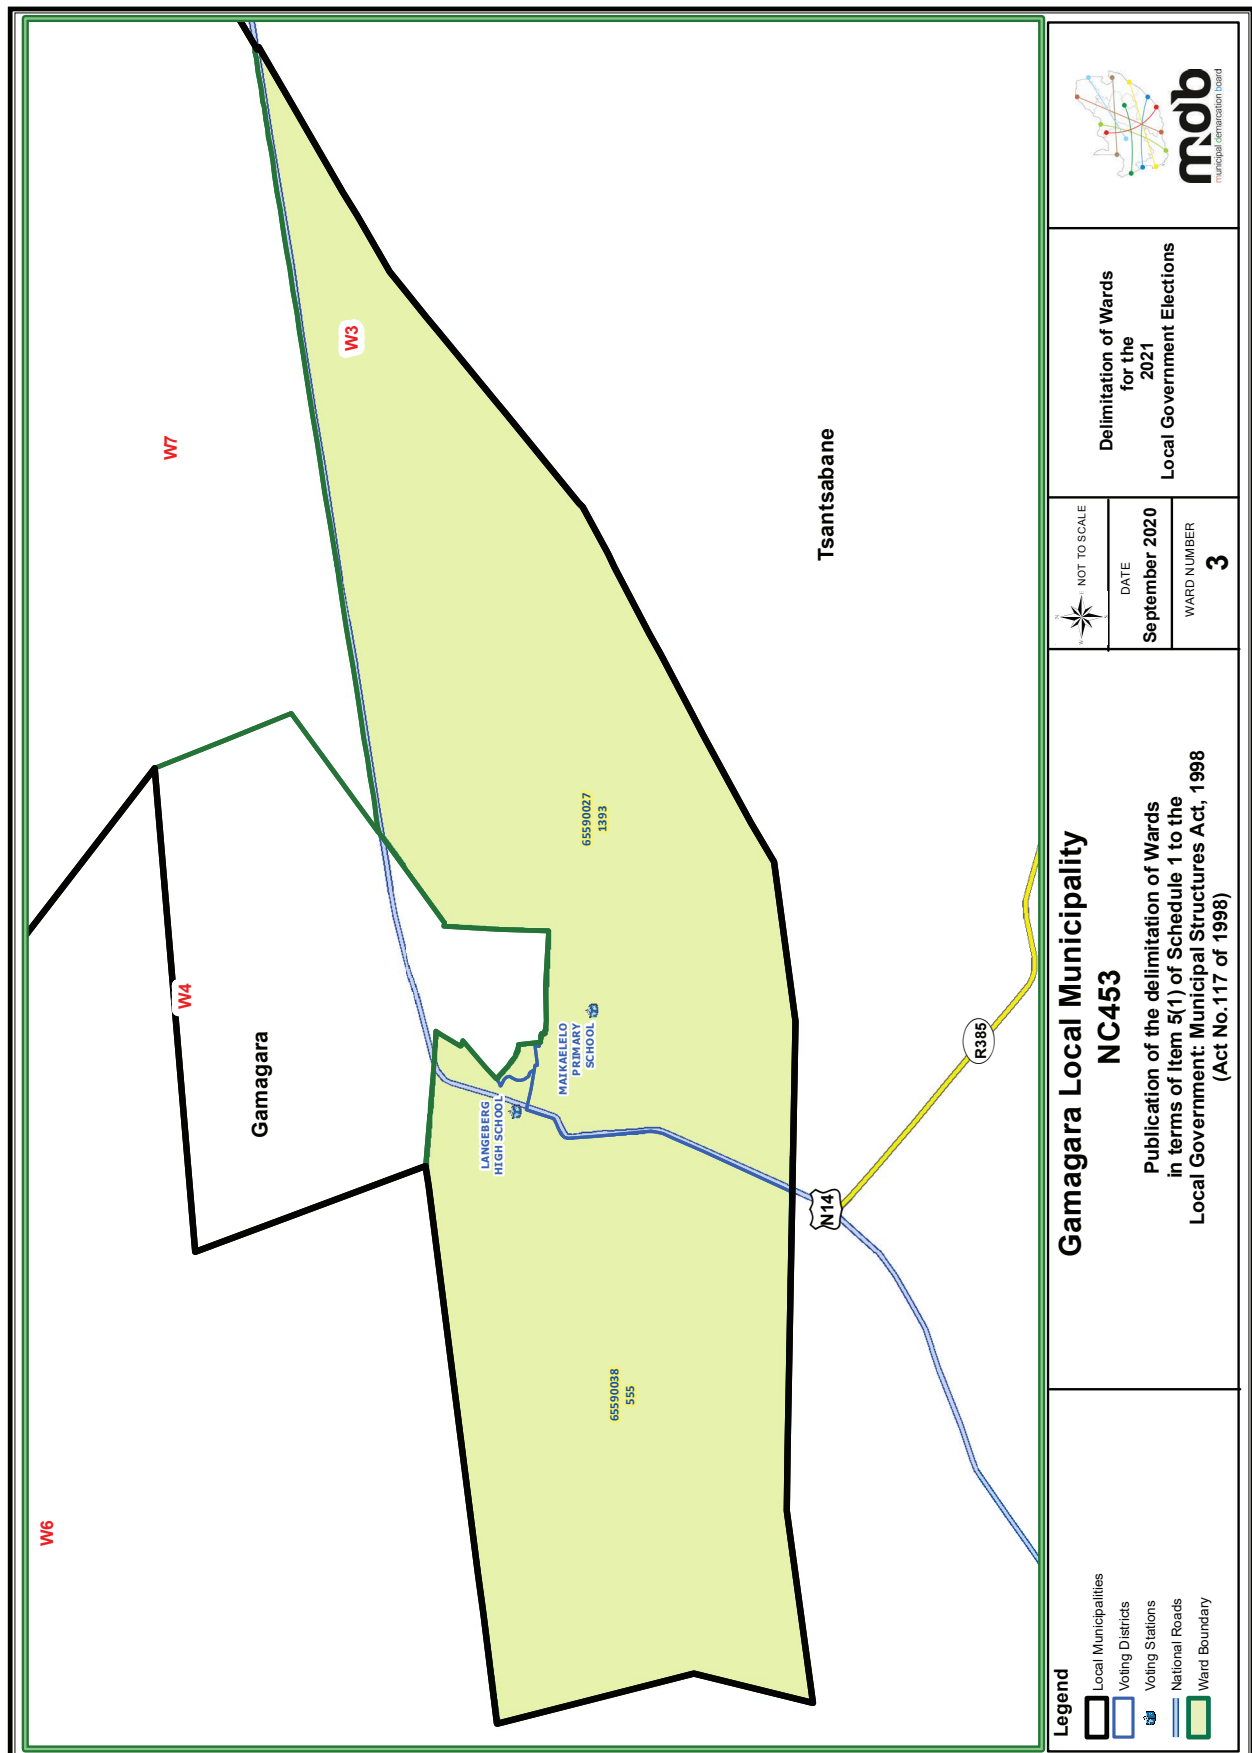 W6
W4
W7
W3
Gamagara
Tsantsabane
LANGEBERG
HIGH SCHOOL
MAIKAELELO
PRIMARY
SCHOOL
65590027
1393
65590038
555
N14
R385
Legend
Local Municipalities
Voting Districts
Voting Stations
National Roads
Ward Boundary
Gamagara Local Municipality
NC453
Publication of the delimitation of Wards
in terms of Item 5(1) of Schedule 1 to the
Local Government: Municipal Structures Act, 1998
(Act No.117 of 1998)
N
W E
S
NOT TO SCALE
DATE
September 2020
WARD NUMBER
3
Delimitation of Wards
for the
2021
Local Government Elections
mdb
municipal demarcation board